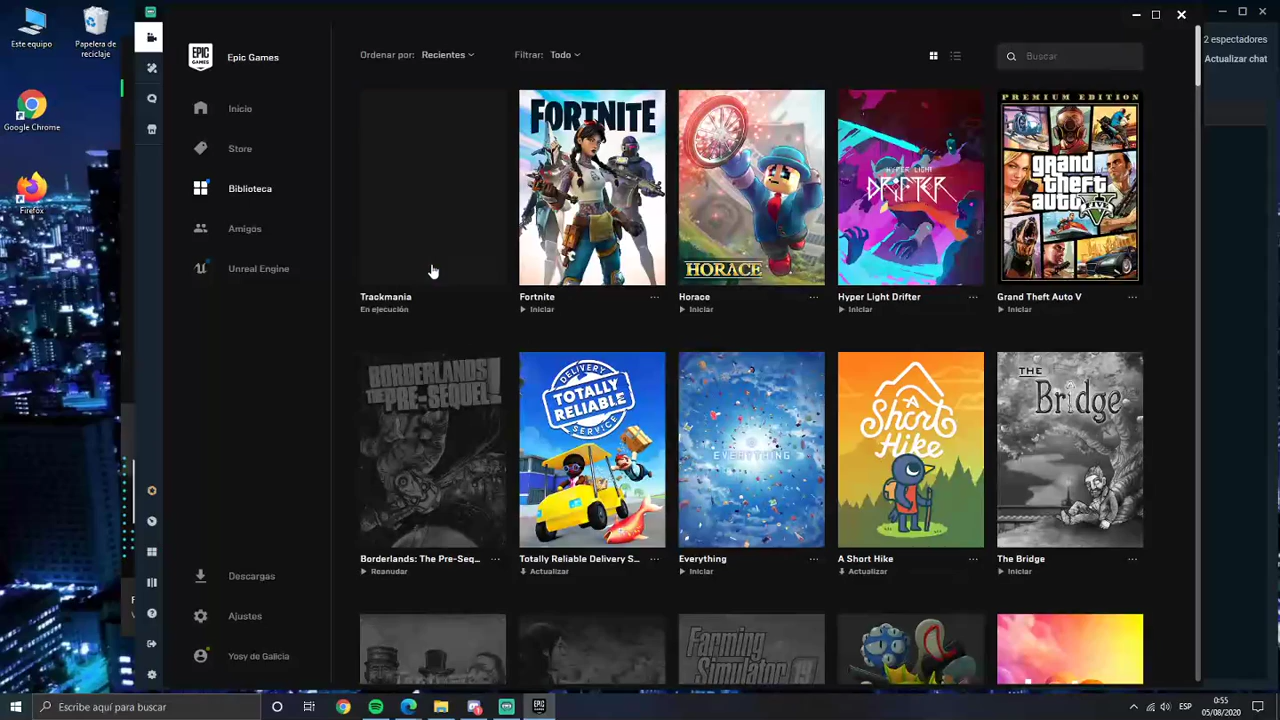 Este equipo
Papelera de
reciclaje
Google Chrome
Firefox
2 espectadores
Actualizar chat
EPIC
GAMES
Epic Games
Inicio
Store
Biblioteca
Amigos
Unreal Engine
Descargas
Ajustes
Yosy de Galicia
Ordenar por: Recientes
Filtrar: Todo
Buscar
FORTNITE
HORACE
HYPER LIGHT
DRIFTER
PREMIUM EDITION
grand
theft
auto
V
FIVE
Trackmania
En ejecución
Fortnite
Iniciar
Horace
Iniciar
Hyper Light Drifter
Iniciar
Grand Theft Auto V
Iniciar
BORDERLANDS
THE PRE-SEQUEL!
DELIVERY
TOTALLY
RELIABLE
SERVICE
EVERYTHING
A
Short
Hike
THE
Bridge
Borderlands: The Pre-Seq...
Reanudar
Totally Reliable Delivery S...
Actualizar
Everything
Iniciar
A Short Hike
Actualizar
The Bridge
Iniciar
Farming
Simulator 19
Escribe aquí para buscar
EPIC
GAMES
ESP
0:55
05/08/2020